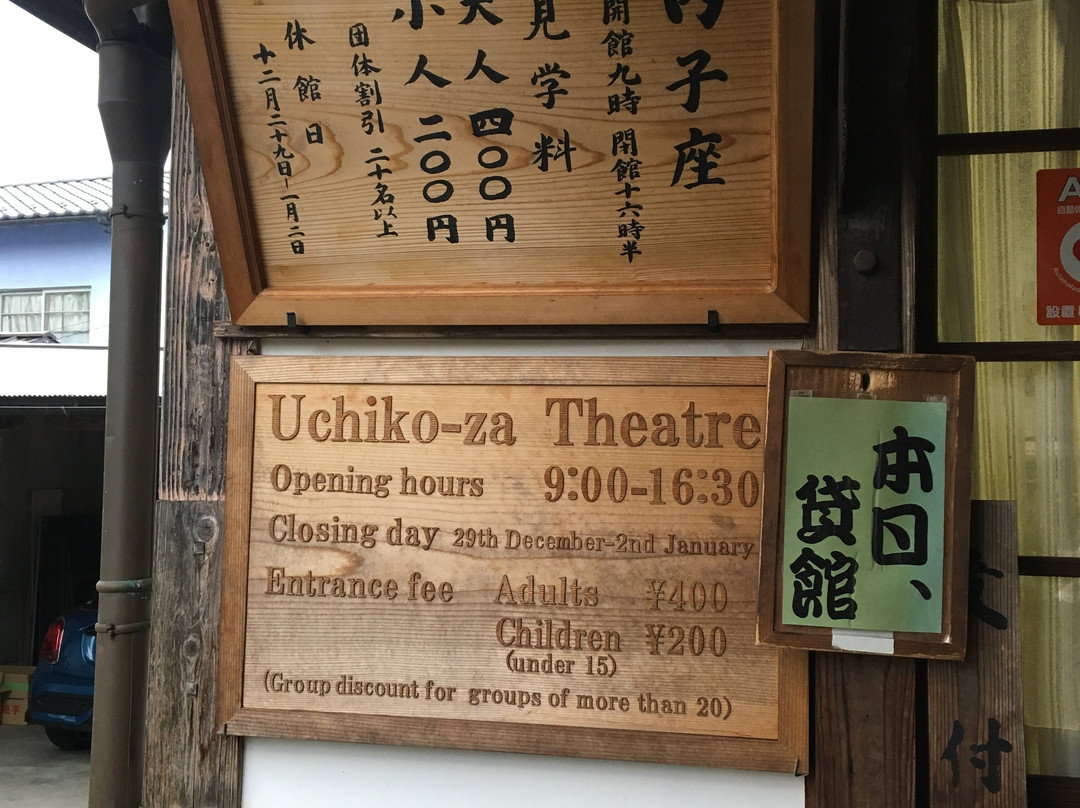 内子座
開館九時 閉館十六時半
見学料
大人 四〇〇円
小人 二〇〇円
団体割引 二十名以上
休館日
十二月二十九日-一月二日
Uchiko-za Theatre
Opening hours 9:00-16:30
Closing day 29th December-2nd January
Entrance fee Adults ¥400
Children ¥200
(under 15)
(Group discount for groups of more than 20)
本日、
貸館
付
設置